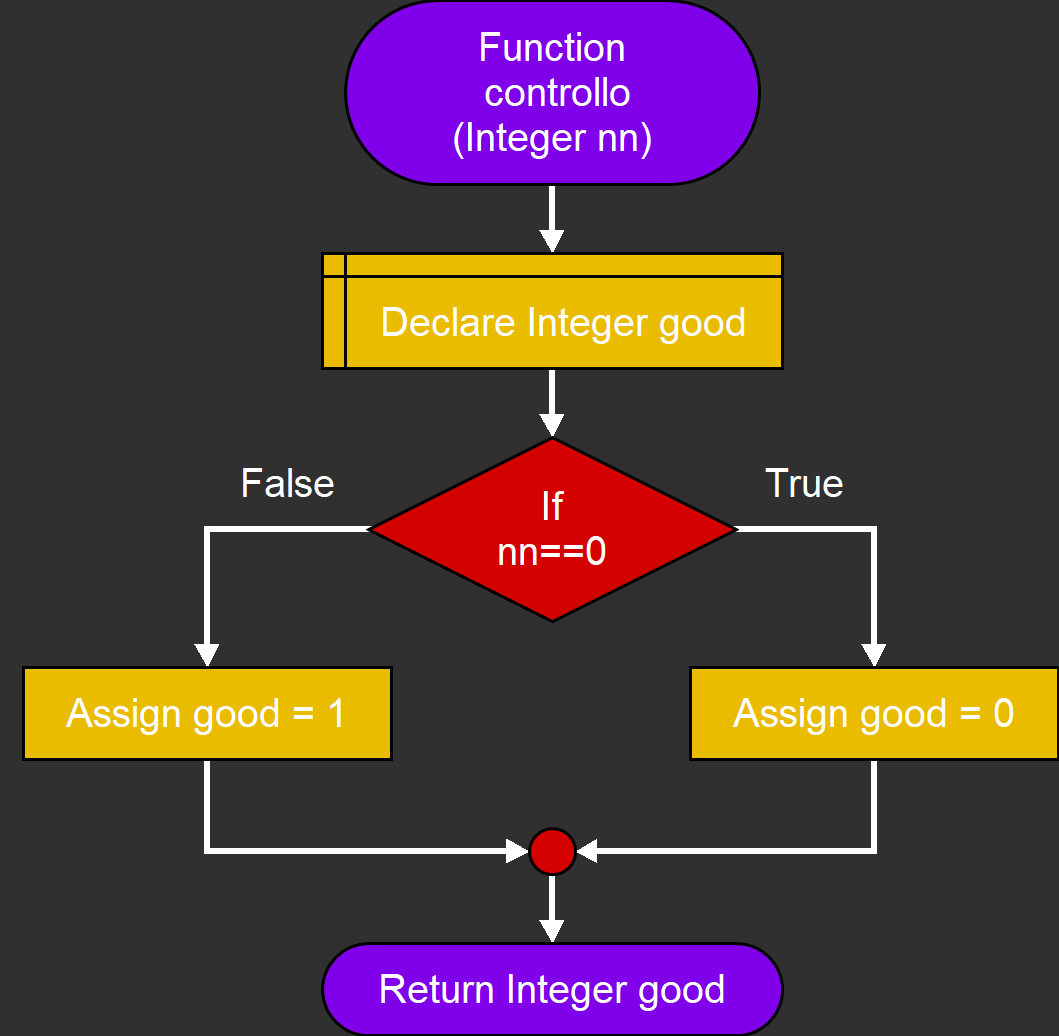 Function
controllo
(Integer nn)
Declare Integer good
False
True
If
nn==0
Assign good = 1
Assign good = 0
Return Integer good